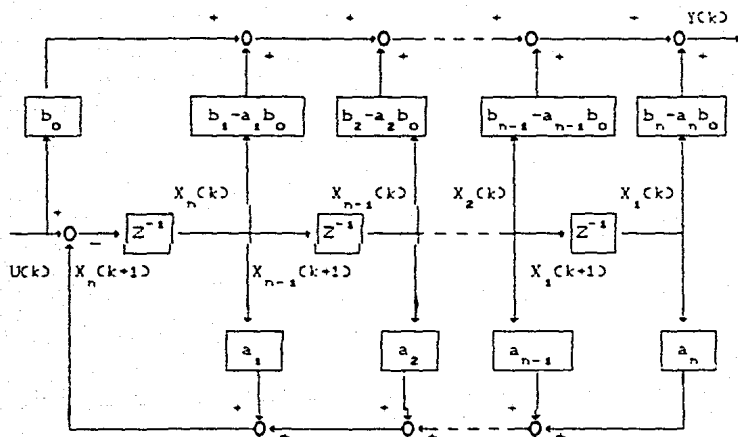 + + + + + + - + Y(k)
+ + + +
b₀ b₁-a₁b₀ b₂-a₂b₀ bₙ₋₁-aₙ₋₁b₀ bₙ-aₙb₀
Xₙ(k) Xₙ₋₁(k) X₂(k) X₁(k)
+ - Z⁻¹ Z⁻¹ Z⁻¹
U(k) Xₙ(k+1) Xₙ₋₁(k+1) X₁(k+1)
a₁ a₂ aₙ₋₁ aₙ
+ + +
+ + +